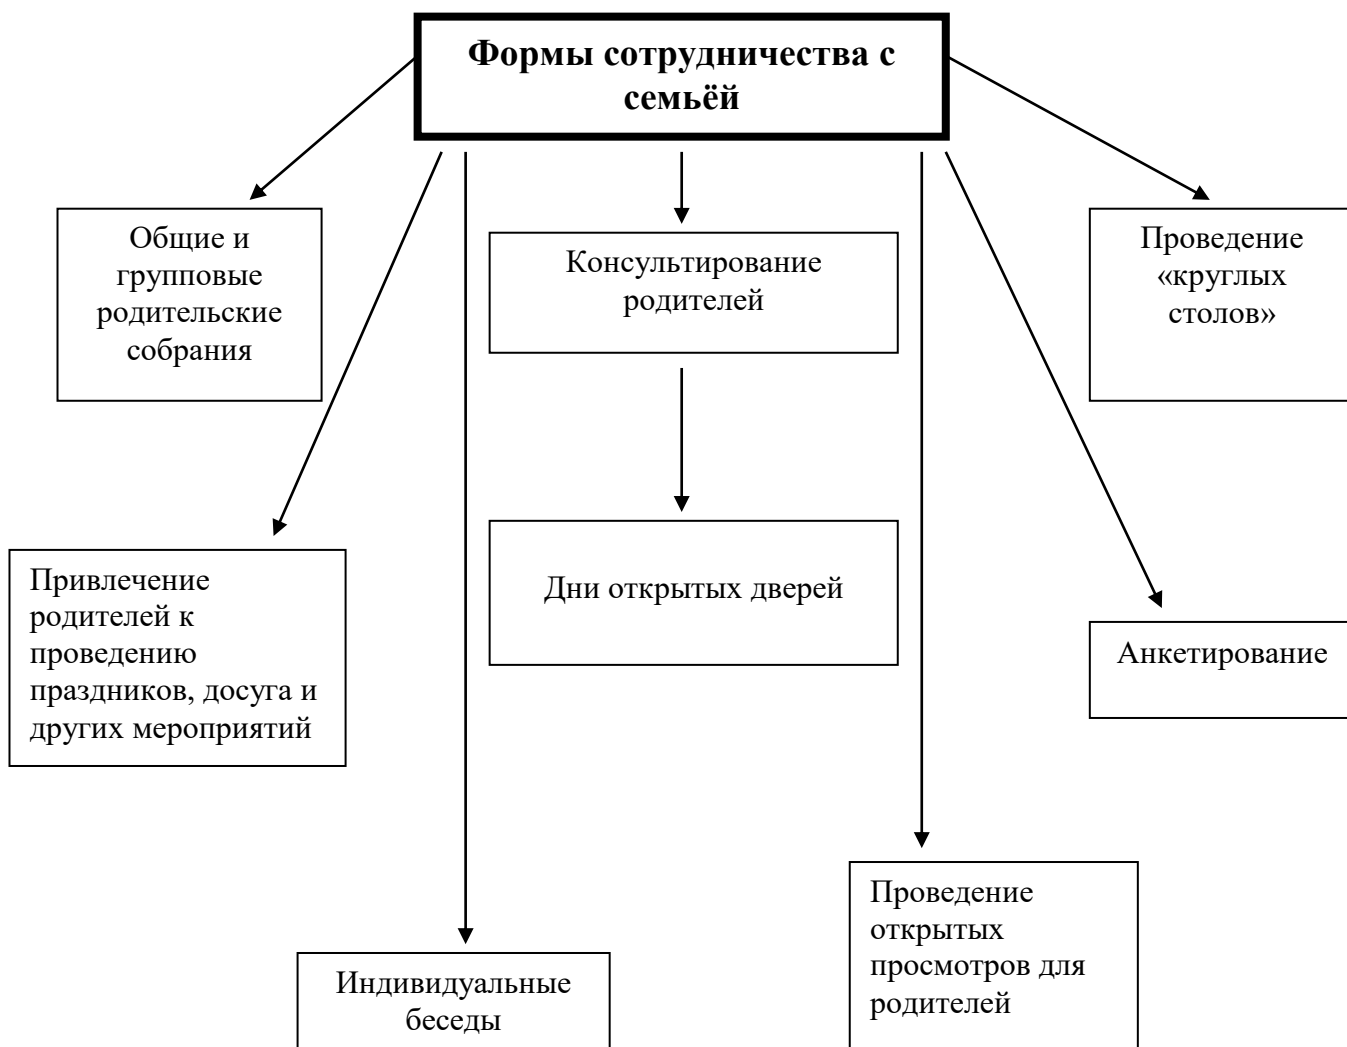 Формы сотрудничества с
семьёй
Общие и
групповые
родительские
собрания
Консультирование
родителей
Проведение
«круглых
столов»
Привлечение
родителей к
проведению
праздников, досуга и
других мероприятий
Дни открытых дверей
Анкетирование
Индивидуальные
беседы
Проведение
открытых
просмотров для
родителей